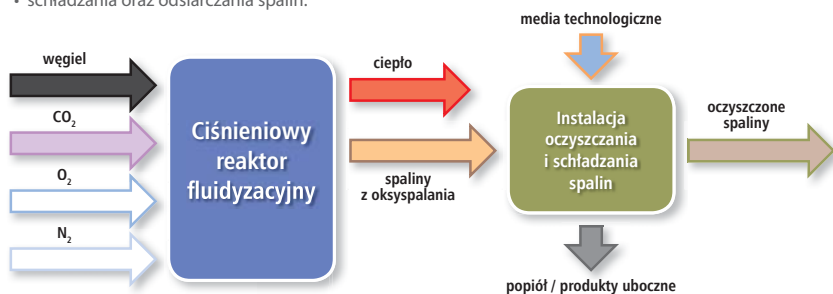 • schładzania oraz odsiarczania spalin.
media technologiczne
węgiel
CO₂
O₂
N₂
Ciśnieniowy
reaktor
fluidyzacyjny
ciepło
spaliny
z oksyspalania
Instalacja
oczyszczania
i schładzania
spalin
oczyszczone
spaliny
popiół / produkty uboczne